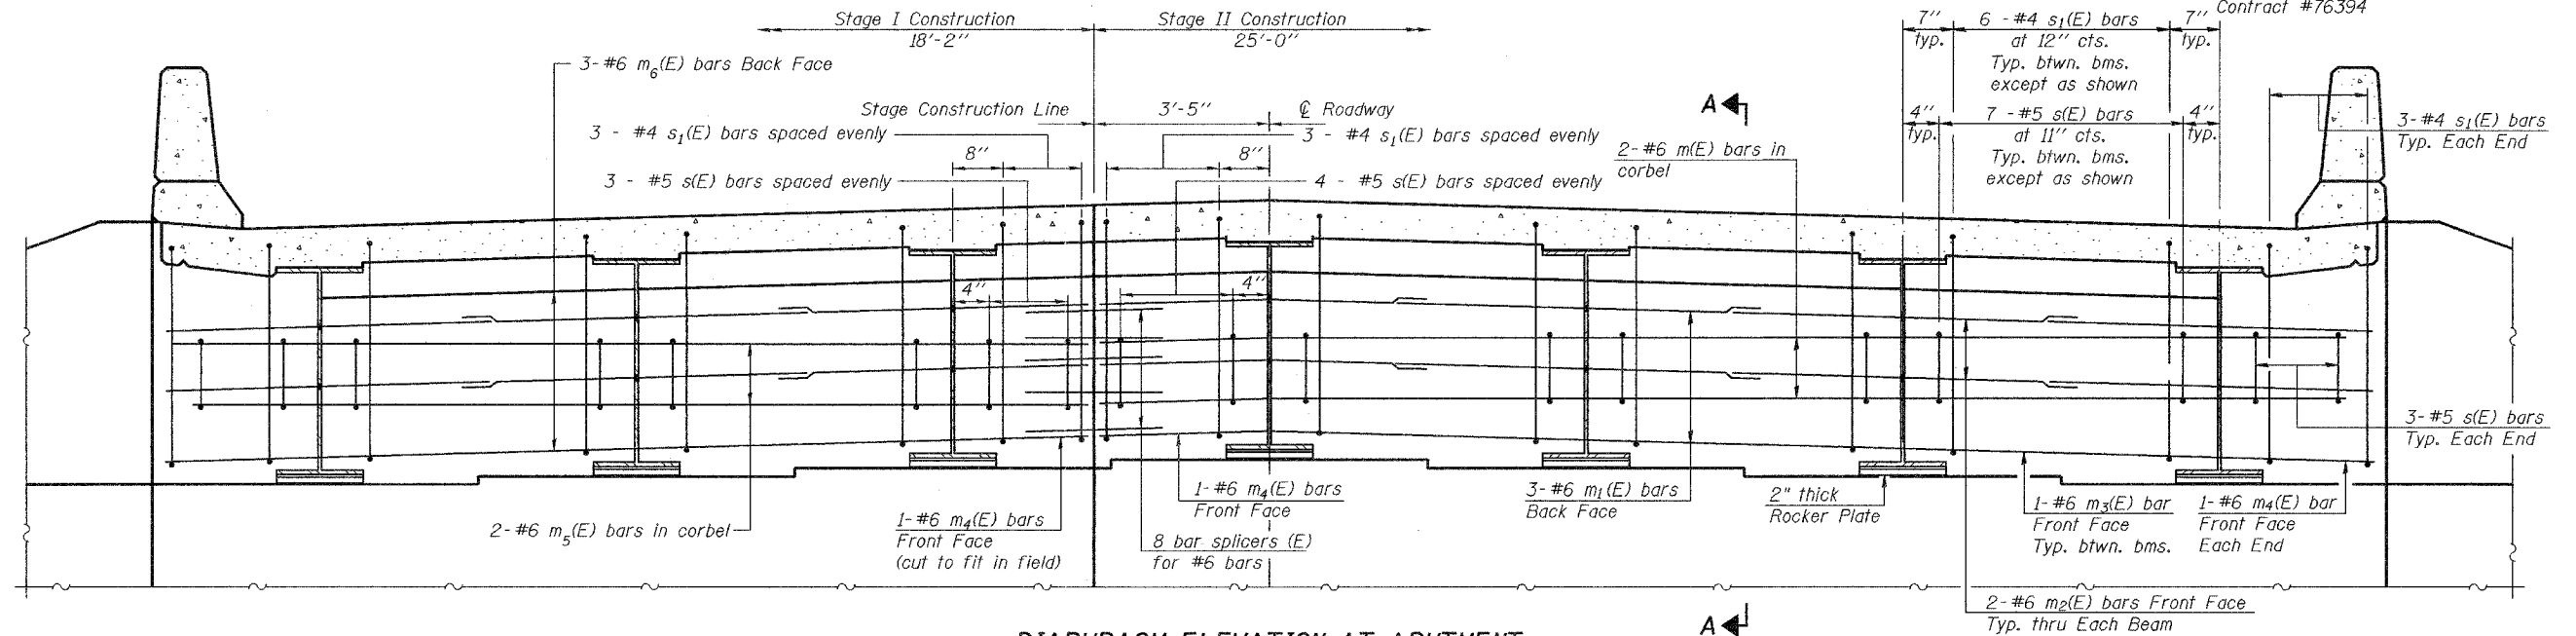 Contract #76394
Stage I Construction
18'-2"
Stage II Construction
25'-0"
7"
typ.
6 - #4 s1(E) bars
at 12" cts.
Typ. btwn. bms.
except as shown
7"
typ.
3-#6 m6(E) bars Back Face
Stage Construction Line
3'-5"
℄ Roadway
A
3 - #4 s1(E) bars spaced evenly
3 - #4 s1(E) bars spaced evenly
4"
typ.
7 - #5 s(E) bars
at 11" cts.
Typ. btwn. bms.
except as shown
4"
typ.
3-#4 s1(E) bars
Typ. Each End
8"
8"
2-#6 m(E) bars in
corbel
3 - #5 s(E) bars spaced evenly
4 - #5 s(E) bars spaced evenly
4"
4"
3-#5 s(E) bars
Typ. Each End
2-#6 m5(E) bars in corbel
1-#6 m4(E) bars
Front Face
(cut to fit in field)
8 bar splicers (E)
for #6 bars
1-#6 m4(E) bars
Front Face
3-#6 m1(E) bars
Back Face
2" thick
Rocker Plate
1-#6 m3(E) bar
Front Face
Typ. btwn. bms.
1-#6 m4(E) bar
Front Face
Each End
2-#6 m2(E) bars Front Face
Typ. thru Each Beam
A
DIAPHRAGM ELEVATION AT ABUTMENT